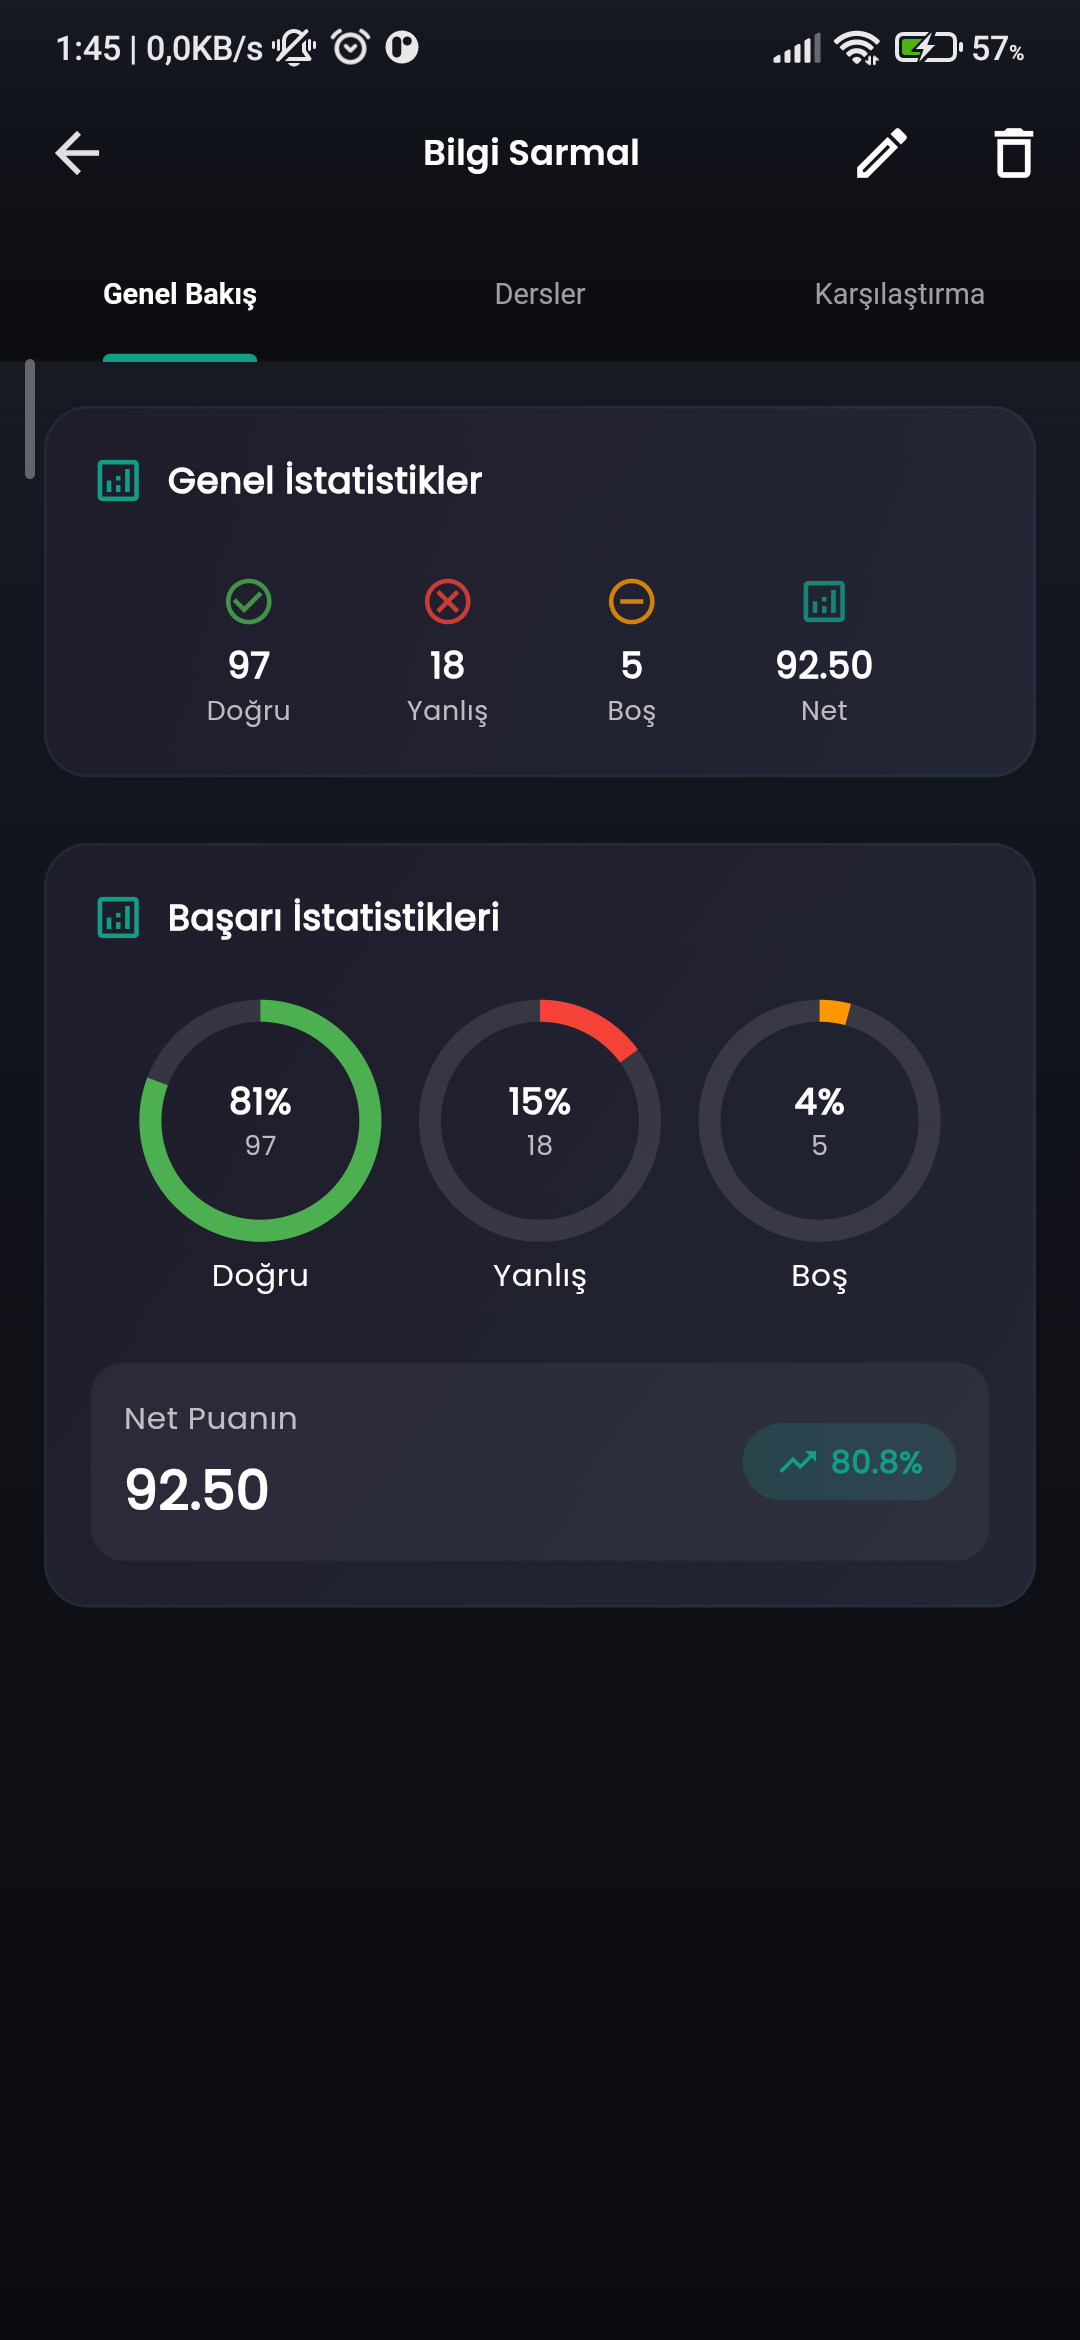 1:45 | 0,0KB/s 57%
Bilgi Sarmal
Genel Bakış Dersler Karşılaştırma
Genel İstatistikler
97 18 5 92.50
Doğru Yanlış Boş Net
Başarı İstatistikleri
81% 15% 4%
97 18 5
Doğru Yanlış Boş
Net Puanın
92.50
80.8%